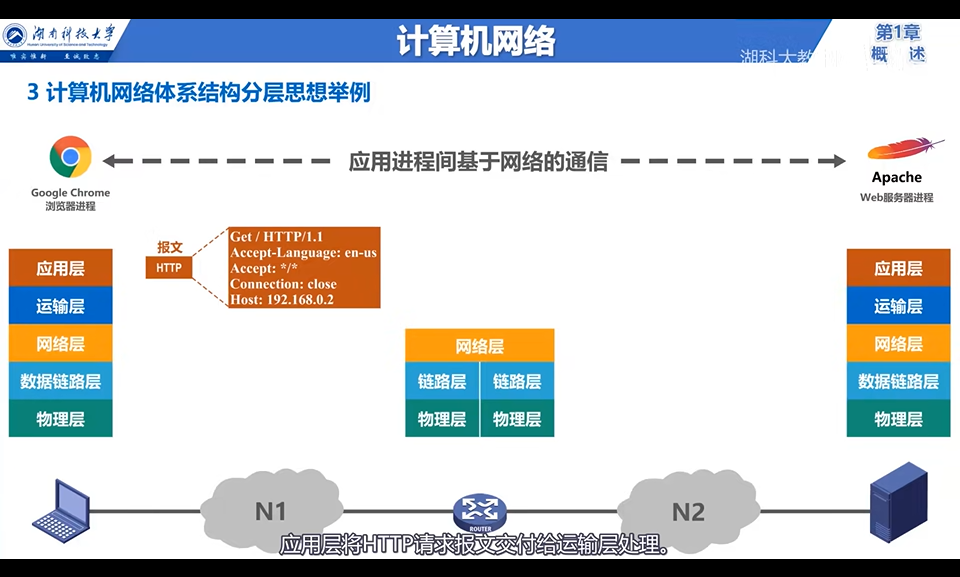 湖南科技大学
Hunan University of Science and Technology
唯实惟新 至诚致志
计算机网络
第1章
概 述
湖科大教
3 计算机网络体系结构分层思想举例
应用进程间基于网络的通信
Google Chrome
浏览器进程
Apache
Web服务器进程
报文
HTTP
Get / HTTP/1.1
Accept-Language: en-us
Accept: */*
Connection: close
Host: 192.168.0.2
应用层
运输层
网络层
数据链路层
物理层
网络层
链路层 链路层
物理层 物理层
应用层
运输层
网络层
数据链路层
物理层
N1
ROUTER
N2
应用层将HTTP请求报文交付给运输层处理。